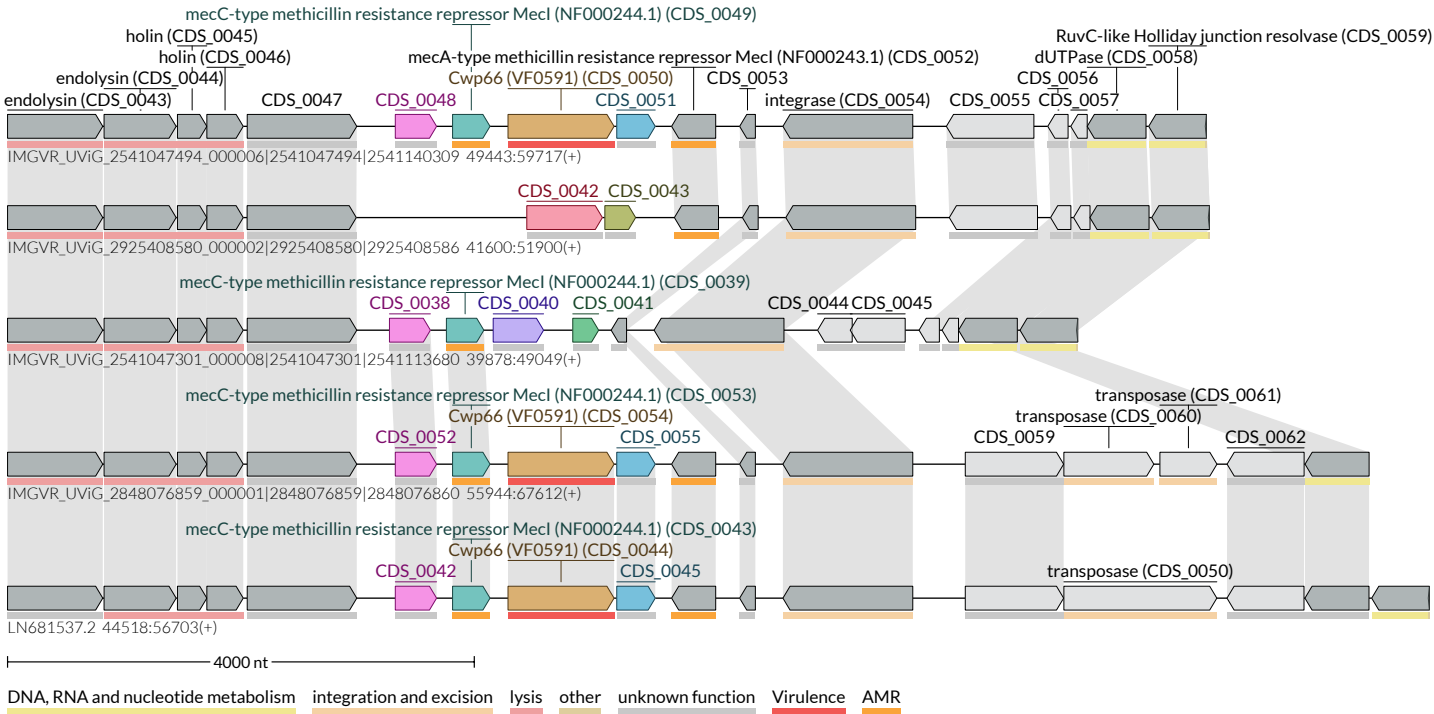 mecC-type methicillin resistance repressor MecI (NF000244.1) (CDS_0049)
holin (CDS_0045)
RuvC-like Holliday junction resolvase (CDS_0059)
holin (CDS_0046)
mecA-type methicillin resistance repressor MecI (NF000243.1) (CDS_0052)
dUTPase (CDS_0058)
endolysin (CDS_0044)
Cwp66 (VF0591) (CDS_0050)
CDS_0053
CDS_0056
endolysin (CDS_0043)
CDS_0047
CDS_0048
CDS_0051
integrase (CDS_0054)
CDS_0055
CDS_0057
IMGVR_UViG_2541047494_000006|2541047494|2541140309 49443:59717(+)
CDS_0042
CDS_0043
IMGVR_UViG_2925408580_000002|2925408580|2925408586 41600:51900(+)
mecC-type methicillin resistance repressor MecI (NF000244.1) (CDS_0039)
CDS_0038
CDS_0040
CDS_0041
CDS_0044
CDS_0045
IMGVR_UViG_2541047301_000008|2541047301|2541113680 39878:49049(+)
mecC-type methicillin resistance repressor MecI (NF000244.1) (CDS_0053)
transposase (CDS_0061)
Cwp66 (VF0591) (CDS_0054)
transposase (CDS_0060)
CDS_0052
CDS_0055
CDS_0059
CDS_0062
IMGVR_UViG_2848076859_000001|2848076859|2848076860 55944:67612(+)
mecC-type methicillin resistance repressor MecI (NF000244.1) (CDS_0043)
Cwp66 (VF0591) (CDS_0044)
CDS_0042
CDS_0045
transposase (CDS_0050)
LN681537.2 44518:56703(+)
4000 nt
DNA, RNA and nucleotide metabolism
integration and excision
lysis
other
unknown function
Virulence
AMR